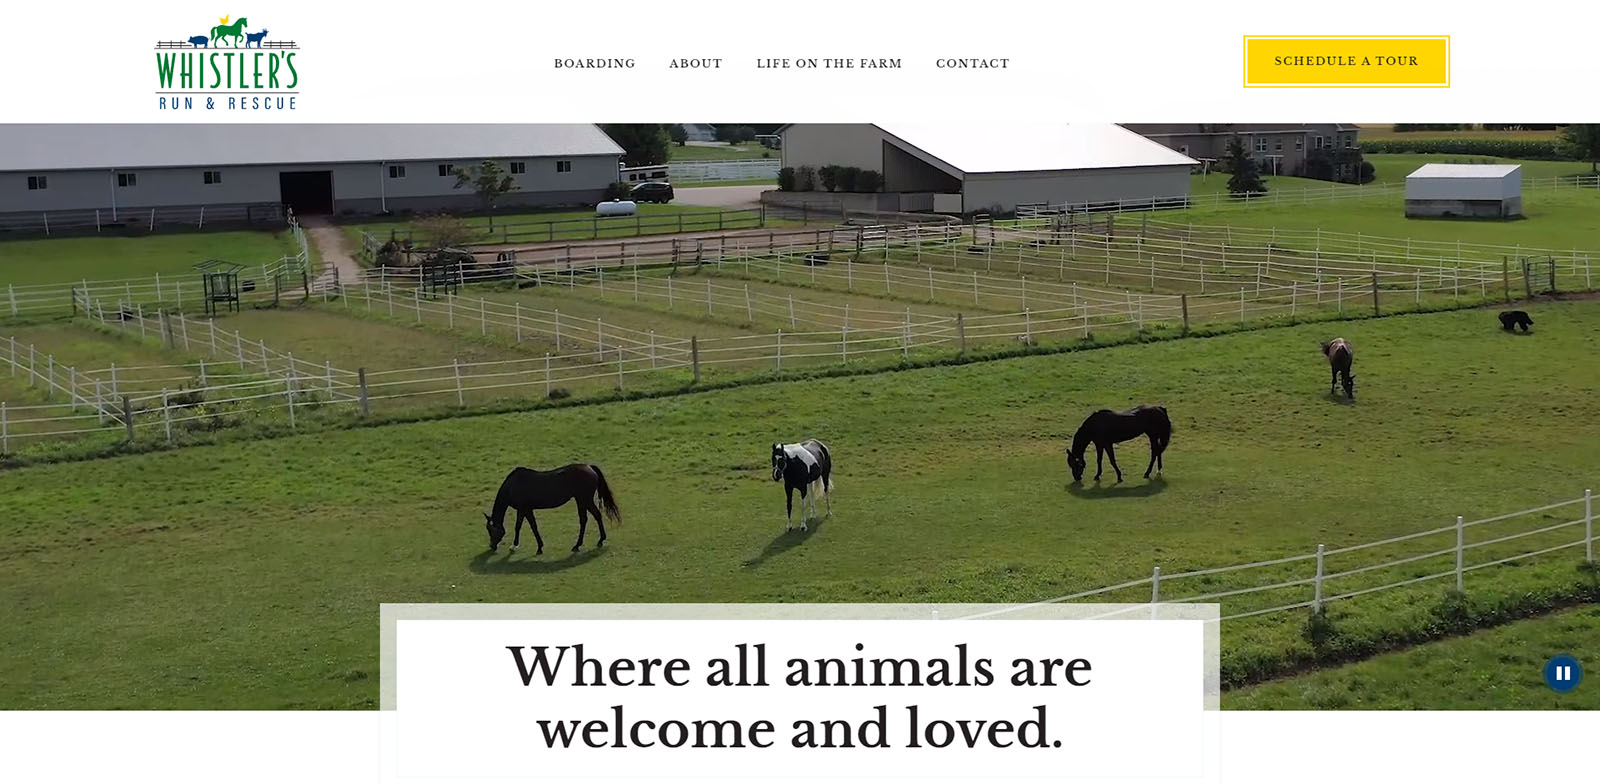 WHISTLER'S
RUN & RESCUE
BOARDING ABOUT LIFE ON THE FARM CONTACT
SCHEDULE A TOUR
Where all animals are
welcome and loved.